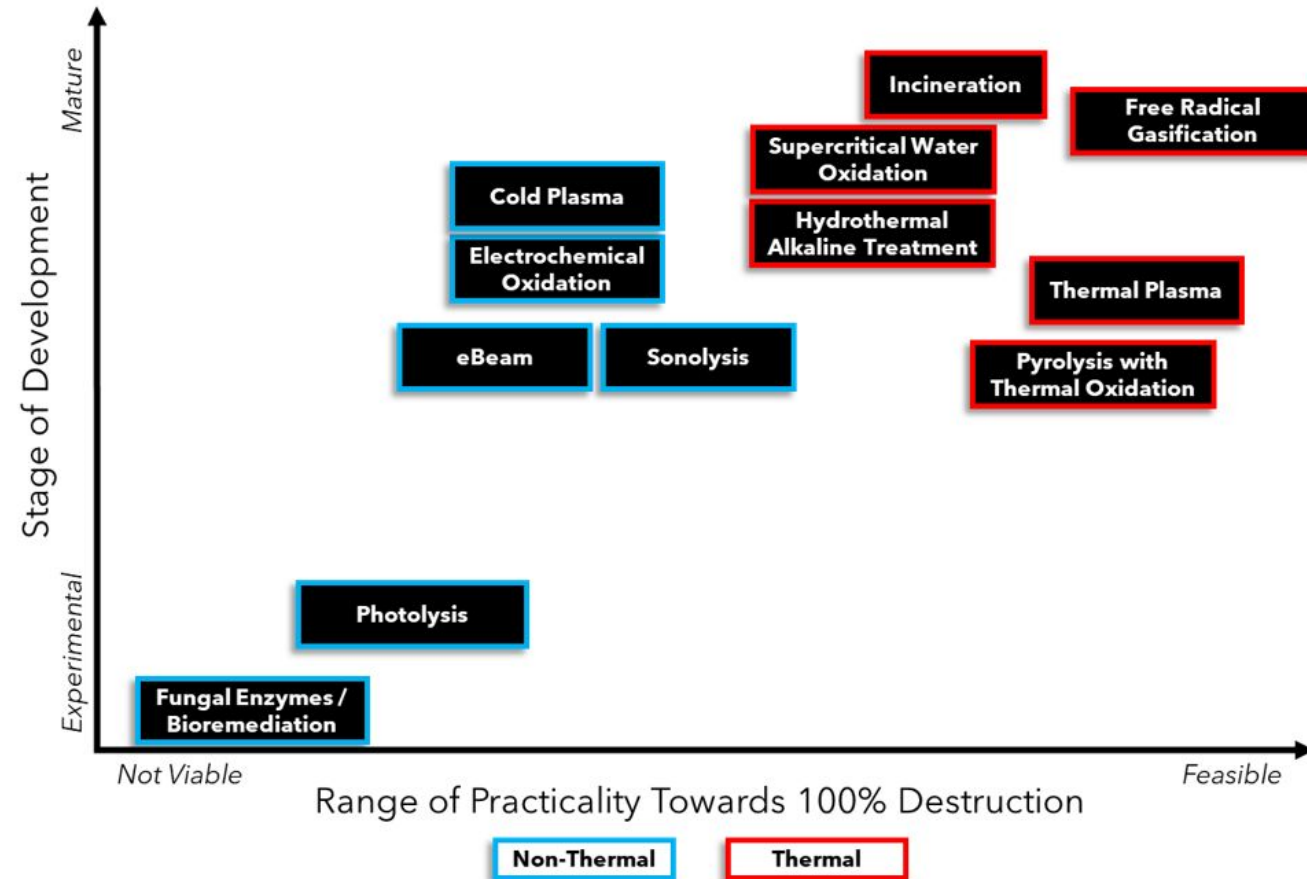 Mature
Stage of Development
Experimental
Incineration
Free Radical
Gasification
Supercritical Water
Oxidation
Cold Plasma
Hydrothermal
Alkaline Treatment
Electrochemical
Oxidation
Thermal Plasma
eBeam
Sonolysis
Pyrolysis with
Thermal Oxidation
Photolysis
Fungal Enzymes /
Bioremediation
Not Viable
Feasible
Range of Practicality Towards 100% Destruction
Non-Thermal
Thermal